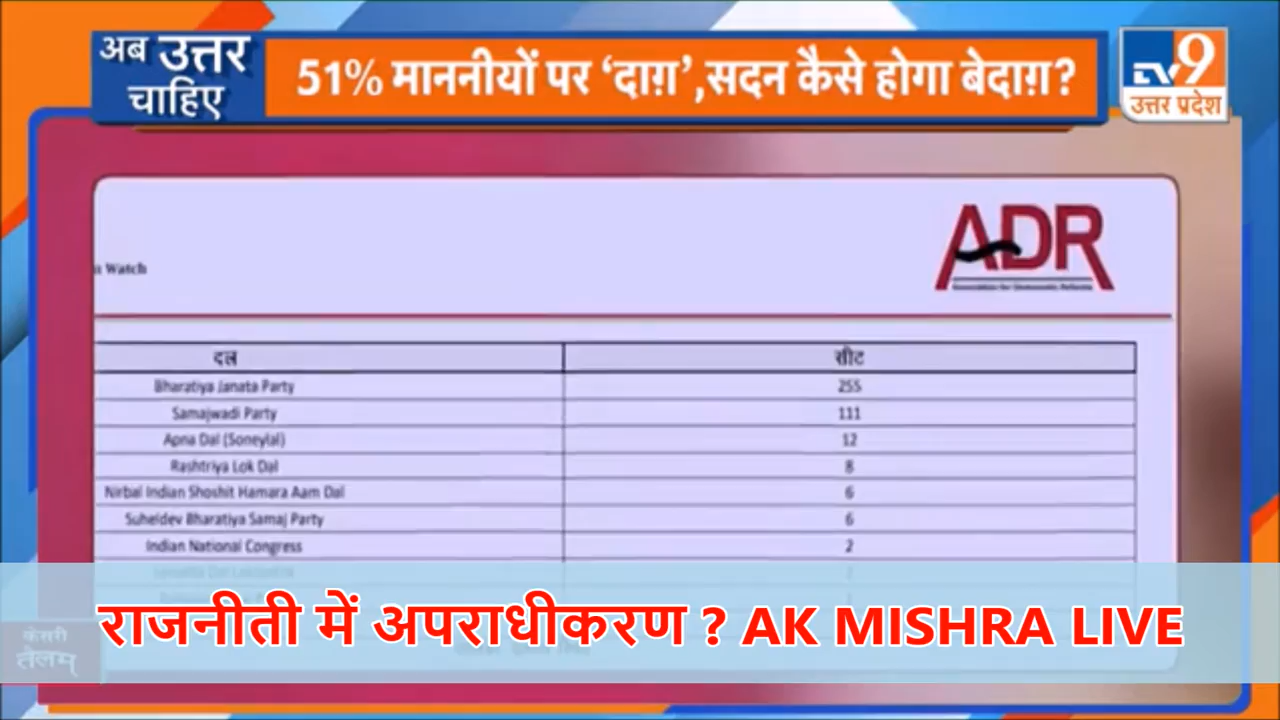 अब उत्तर चाहिए
51% माननीयों पर ‘दाग़’,सदन कैसे होगा बेदाग़?
TV9
उत्तर प्रदेश
ADR
Watch
दल सीट
Bharatiya Janata Party 255
Samajwadi Party 111
Apna Dal (Soneylal) 12
Rashtriya Lok Dal 8
Nirbal Indian Shoshit Hamara Aam Dal 6
Suheldev Bharatiya Samaj Party 6
Indian National Congress 2
राजनीती में अपराधीकरण ? AK MISHRA LIVE
केसरी
तेलम्